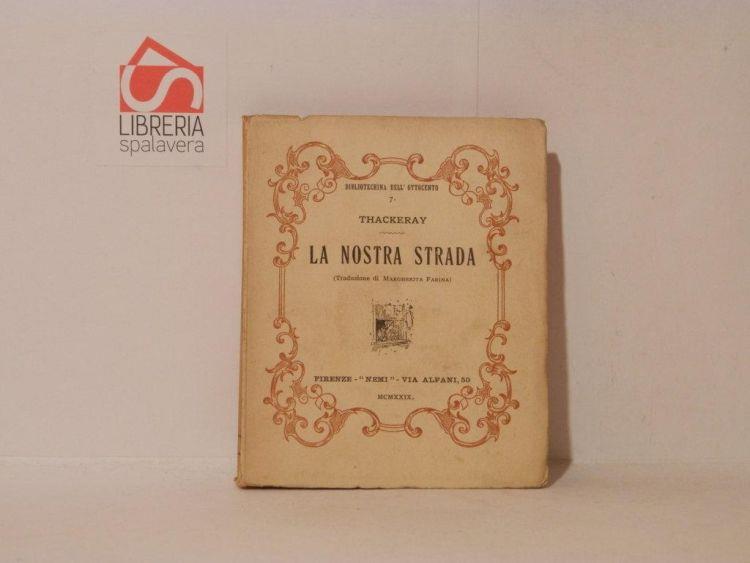 LIBRERIA
spalavera
BIBLIOTECHINA DELL' OTTOCENTO
7.
THACKERAY
LA NOSTRA STRADA
(Traduzione di MARGHERITA FARINA)
FIRENZE - "NEMI" - VIA ALFANI, 50
MCMXXIX.